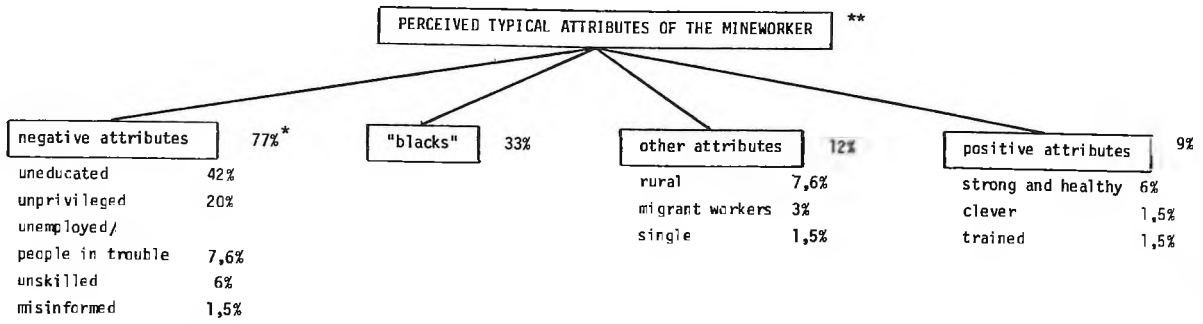 PERCEIVED TYPICAL ATTRIBUTES OF THE MINEWORKER **
negative attributes 77%*
uneducated 42%
unprivileged 20%
unemployed/
people in trouble 7,6%
unskilled 6%
misinformed 1,5%
"blacks" 33%
other attributes 12%
rural 7,6%
migrant workers 3%
single 1,5%
positive attributes 9%
strong and healthy 6%
clever 1,5%
trained 1,5%